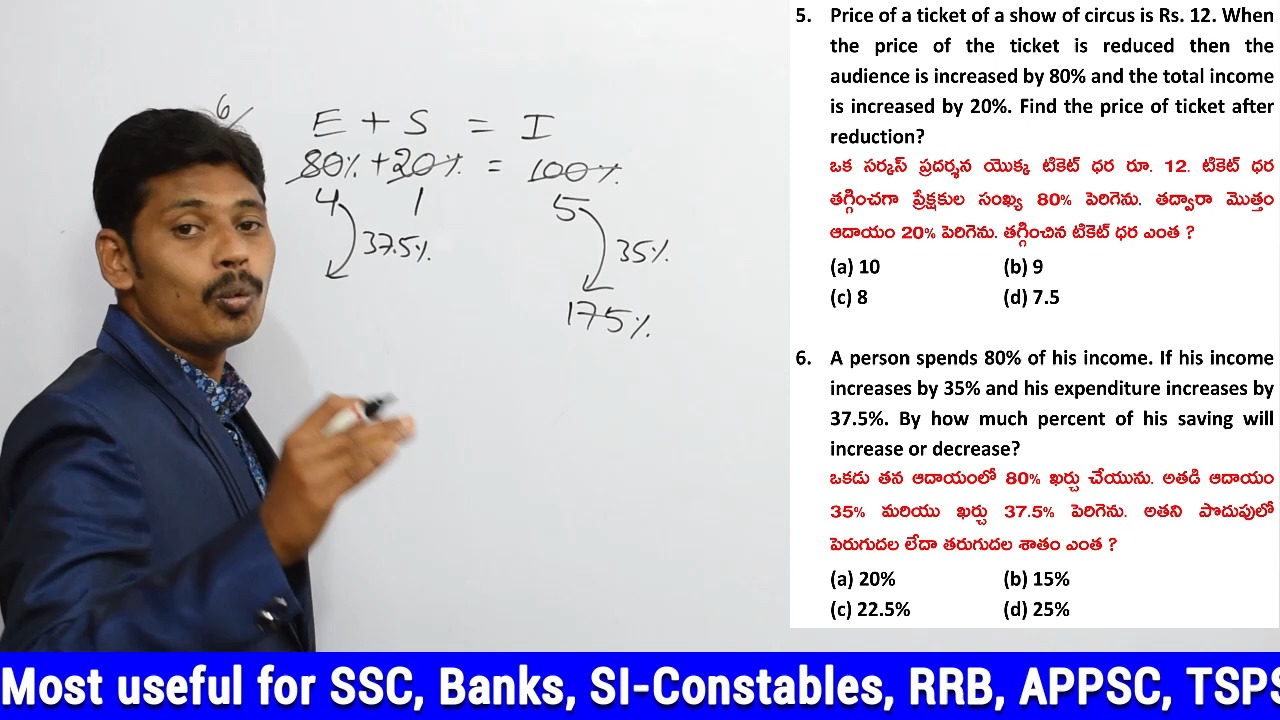 6
E + S = I
80% + 20% = 100%
4 1 5
37.5% 35%
175%
5. Price of a ticket of a show of circus is Rs. 12. When
the price of the ticket is reduced then the
audience is increased by 80% and the total income
is increased by 20%. Find the price of ticket after
reduction?
ఒక సర్కస్ ప్రదర్శన యొక్క టికెట్ ధర రూ. 12. టికెట్ ధర
తగ్గించగా ప్రేక్షకుల సంఖ్య 80% పెరిగెను. తద్వారా మొత్తం
ఆదాయం 20% పెరిగెను. తగ్గించిన టికెట్ ధర ఎంత ?
(a) 10 (b) 9
(c) 8 (d) 7.5
6. A person spends 80% of his income. If his income
increases by 35% and his expenditure increases by
37.5%. By how much percent of his saving will
increase or decrease?
ఒకడు తన ఆదాయంలో 80% ఖర్చు చేయును. అతడి ఆదాయం
35% మరియు ఖర్చు 37.5% పెరిగెను. అతని పొదుపులో
పెరుగుదల లేదా తరుగుదల శాతం ఎంత ?
(a) 20% (b) 15%
(c) 22.5% (d) 25%
Most useful for SSC, Banks, SI-Constables, RRB, APPSC, TSPS